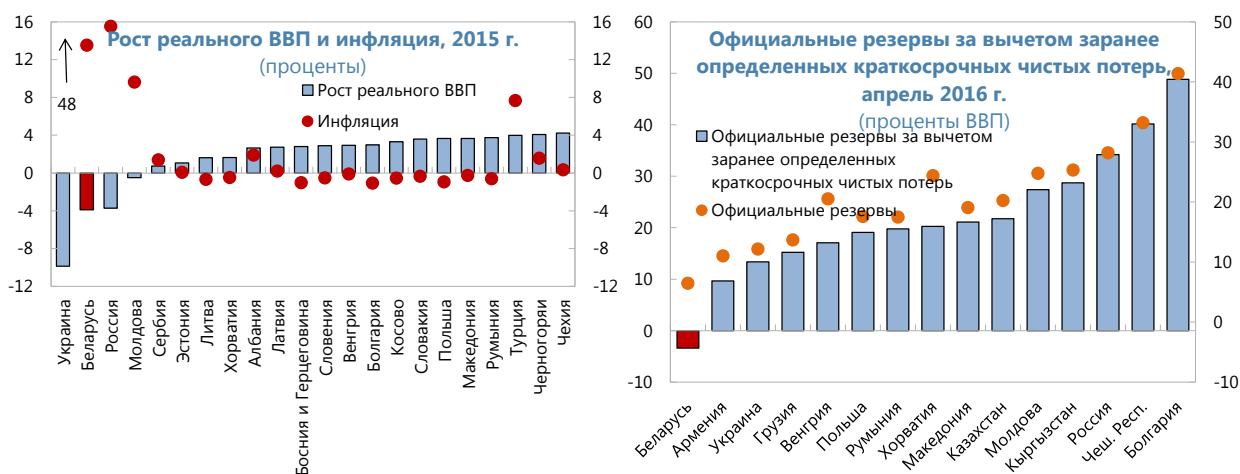 Рост реального ВВП и инфляция, 2015 г.
(проценты)
Рост реального ВВП
Инфляция
16
12
8
4
0
-4
-8
-12
48
16
12
8
4
0
-4
-8
-12
Украина
Беларусь
Россия
Молдова
Сербия
Эстония
Литва
Хорватия
Албания
Латвия
Босния и Герцеговина
Словения
Венгрия
Болгария
Косово
Словакия
Польша
Македония
Румыния
Турция
Черногоряи
Чехия
Официальные резервы за вычетом заранее
определенных краткосрочных чистых потерь,
апрель 2016 г.
(проценты ВВП)
Официальные резервы за вычетом
заранее определенных
краткосрочных чистых потерь
Официальные резервы
60
50
40
30
20
10
0
-10
50
40
30
20
10
0
-10
Беларусь
Армения
Украина
Грузия
Венгрия
Польша
Румыния
Хорватия
Македония
Казахстан
Молдова
Кыргызстан
Россия
Чеш. Респ.
Болгария